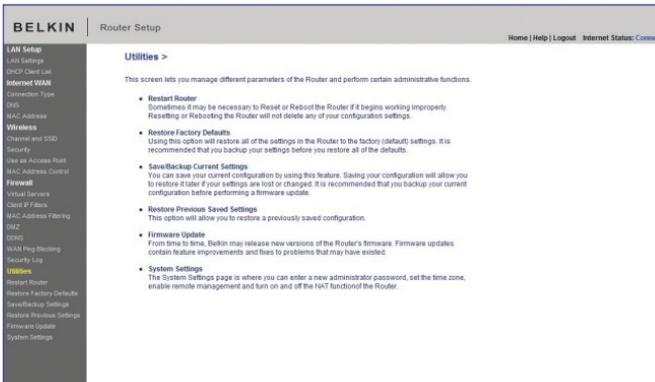 BELKIN
Router Setup
Home | Help | Logout Internet Status: Conne
LAN Setup
LAN Settings
DHCP Client List
Internet WAN
Connection Type
DNS
MAC Address
Wireless
Channel and SSID
Security
Use as Access Point
MAC Address Control
Firewall
Virtual Servers
Client IP Filters
MAC Address Filtering
DMZ
DDNS
WAN Ping Blocking
Security Log
Utilities
Restart Router
Restore Factory Defaults
Save/Backup Settings
Restore Previous Settings
Firmware Update
System Settings
Utilities >
This screen lets you manage different parameters of the Router and perform certain administrative functions.
• Restart Router
Sometimes it may be necessary to Reset or Reboot the Router if it begins working improperly.
Resetting or Rebooting the Router will not delete any of your configuration settings.
• Restore Factory Defaults
Using this option will restore all of the settings in the Router to the factory (default) settings. It is
recommended that you backup your settings before you restore all of the defaults.
• Save/Backup Current Settings
You can save your current configuration by using this feature. Saving your configuration will allow you
to restore it later if your settings are lost or changed. It is recommended that you backup your current
configuration before performing a firmware update.
• Restore Previous Saved Settings
This option will allow you to restore a previously saved configuration.
• Firmware Update
From time to time, Belkin may release new versions of the Router's firmware. Firmware updates
contain feature improvements and fixes to problems that may have existed.
• System Settings
The System Settings page is where you can enter a new administrator password, set the time zone,
enable remote management and turn on and off the NAT functionof the Router.